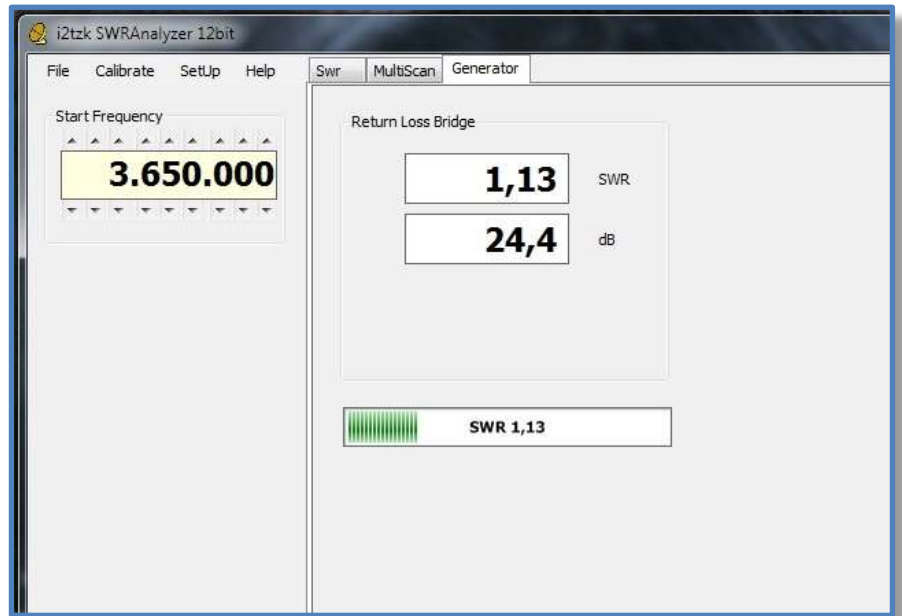 i2tzk SWRAnalyzer 12bit
File Calibrate SetUp Help
Swr MultiScan Generator
Start Frequency
3.650.000
Return Loss Bridge
1,13 SWR
24,4 dB
SWR 1,13